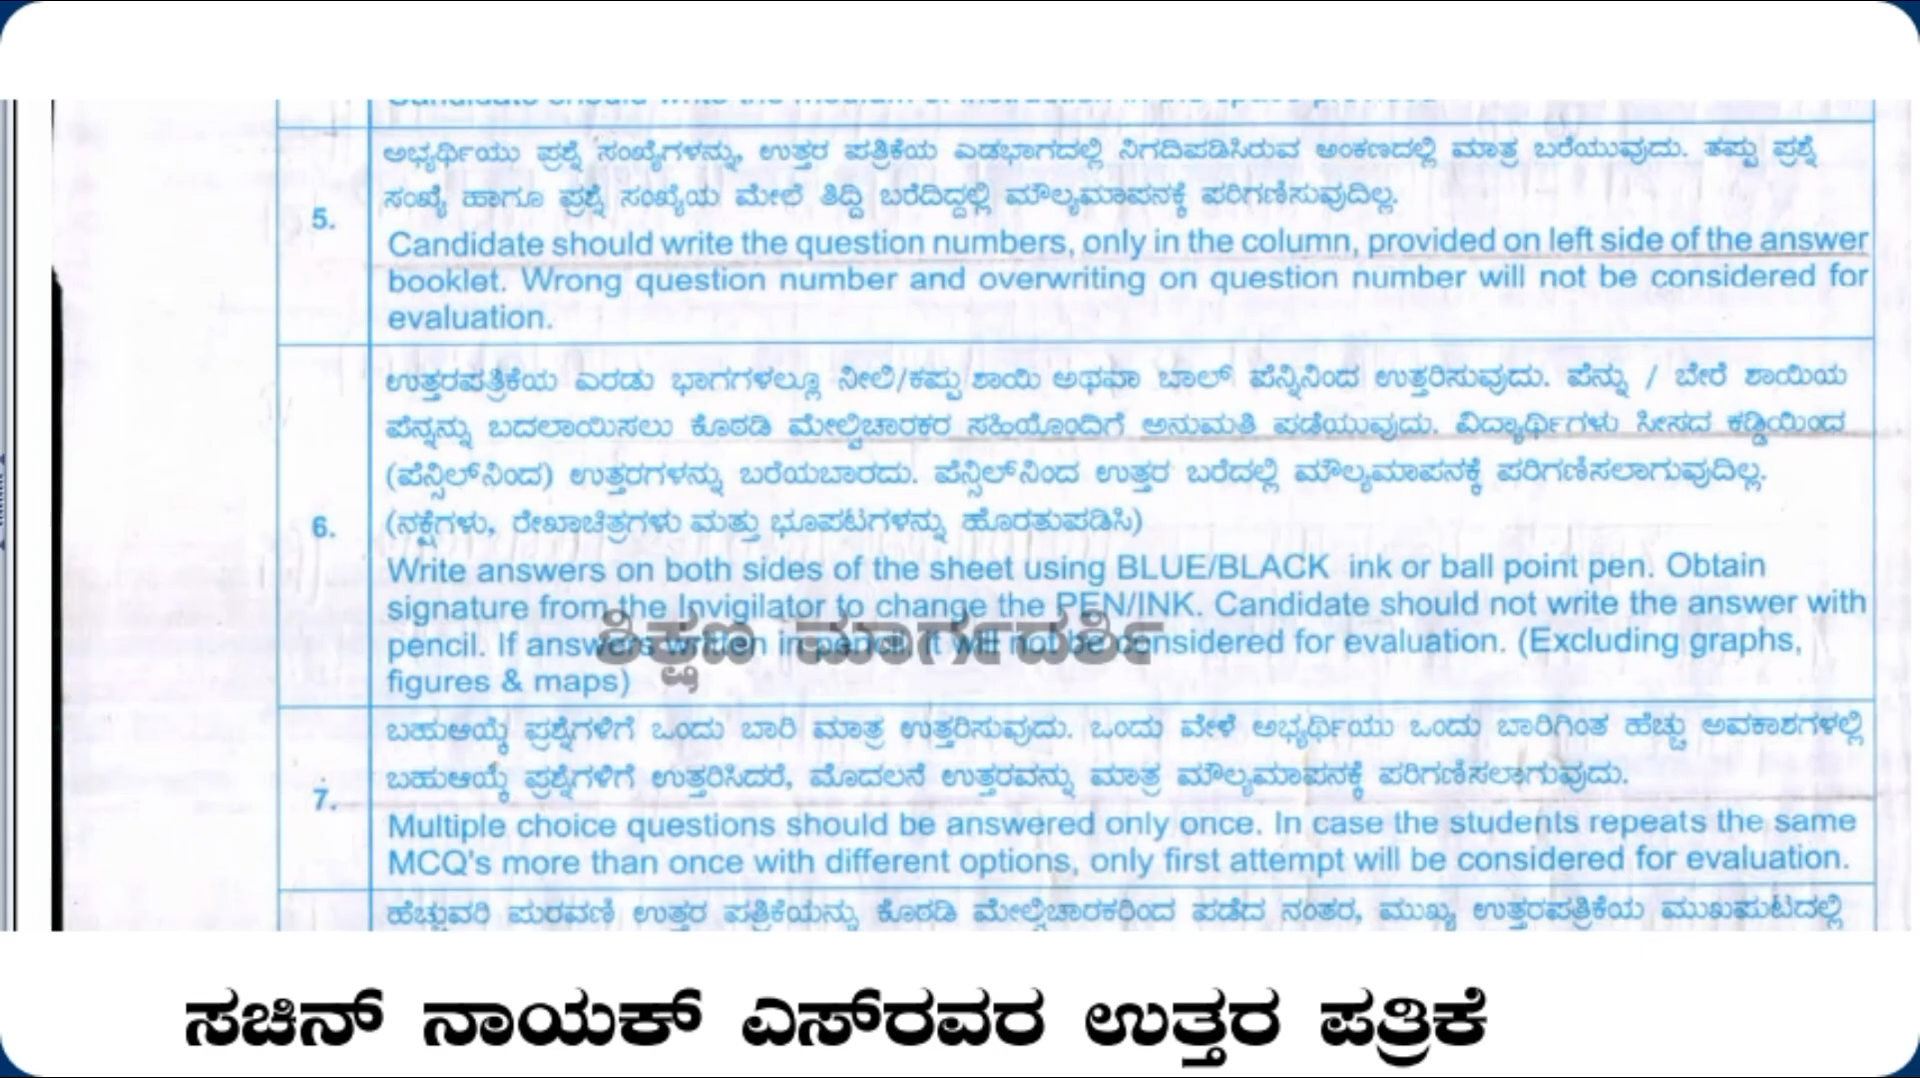 5.
ಅಭ್ಯರ್ಥಿಯು ಪ್ರಶ್ನೆ ಸಂಖ್ಯೆಗಳನ್ನು, ಉತ್ತರ ಪತ್ರಿಕೆಯ ಎಡಭಾಗದಲ್ಲಿ ನಿಗದಿಪಡಿಸಿರುವ ಅಂಕಣದಲ್ಲಿ ಮಾತ್ರ ಬರೆಯುವುದು. ತಪ್ಪು ಪ್ರಶ್ನೆ
ಸಂಖ್ಯೆ ಹಾಗೂ ಪ್ರಶ್ನೆ ಸಂಖ್ಯೆಯ ಮೇಲೆ ತಿದ್ದಿ ಬರೆದಿದ್ದಲ್ಲಿ ಮೌಲ್ಯಮಾಪನಕ್ಕೆ ಪರಿಗಣಿಸುವುದಿಲ್ಲ.
Candidate should write the question numbers, only in the column, provided on left side of the answer
booklet. Wrong question number and overwriting on question number will not be considered for
evaluation.
6.
ಉತ್ತರಪತ್ರಿಕೆಯ ಎರಡು ಭಾಗಗಳಲ್ಲೂ ನೀಲಿ/ಕಪ್ಪು ಶಾಯಿ ಅಥವಾ ಬಾಲ್ ಪೆನ್ನಿನಿಂದ ಉತ್ತರಿಸುವುದು. ಪೆನ್ನು / ಬೇರೆ ಶಾಯಿಯ
ಪೆನ್ನನ್ನು ಬದಲಾಯಿಸಲು ಕೊಠಡಿ ಮೇಲ್ವಿಚಾರಕರ ಸಹಿಯೊಂದಿಗೆ ಅನುಮತಿ ಪಡೆಯುವುದು. ವಿದ್ಯಾರ್ಥಿಗಳು ಸೀಸದ ಕಡ್ಡಿಯಿಂದ
(ಪೆನ್ಸಿಲ್‌ನಿಂದ) ಉತ್ತರಗಳನ್ನು ಬರೆಯಬಾರದು. ಪೆನ್ಸಿಲ್‌ನಿಂದ ಉತ್ತರ ಬರೆದಲ್ಲಿ ಮೌಲ್ಯಮಾಪನಕ್ಕೆ ಪರಿಗಣಿಸಲಾಗುವುದಿಲ್ಲ.
(ನಕ್ಷೆಗಳು, ರೇಖಾಚಿತ್ರಗಳು ಮತ್ತು ಭೂಪಟಗಳನ್ನು ಹೊರತುಪಡಿಸಿ)
Write answers on both sides of the sheet using BLUE/BLACK ink or ball point pen. Obtain
signature from the Invigilator to change the PEN/INK. Candidate should not write the answer with
pencil. If answers written in pencil, it will not be considered for evaluation. (Excluding graphs,
figures & maps)
ಶಿಕ್ಷಣ ಮಾರ್ಗದರ್ಶಿ
7.
ಬಹುಆಯ್ಕೆ ಪ್ರಶ್ನೆಗಳಿಗೆ ಒಂದು ಬಾರಿ ಮಾತ್ರ ಉತ್ತರಿಸುವುದು. ಒಂದು ವೇಳೆ ಅಭ್ಯರ್ಥಿಯು ಒಂದು ಬಾರಿಗಿಂತ ಹೆಚ್ಚು ಅವಕಾಶಗಳಲ್ಲಿ
ಬಹುಆಯ್ಕೆ ಪ್ರಶ್ನೆಗಳಿಗೆ ಉತ್ತರಿಸಿದರೆ, ಮೊದಲನೆ ಉತ್ತರವನ್ನು ಮಾತ್ರ ಮೌಲ್ಯಮಾಪನಕ್ಕೆ ಪರಿಗಣಿಸಲಾಗುವುದು.
Multiple choice questions should be answered only once. In case the students repeats the same
MCQ's more than once with different options, only first attempt will be considered for evaluation.
ಹೆಚ್ಚುವರಿ ಪುರವಣಿ ಉತ್ತರ ಪತ್ರಿಕೆಯನ್ನು ಕೊಠಡಿ ಮೇಲ್ವಿಚಾರಕರಿಂದ ಪಡೆದ ನಂತರ, ಮುಖ್ಯ ಉತ್ತರಪತ್ರಿಕೆಯ ಮುಖಪುಟದಲ್ಲಿ
ಸಚಿನ್ ನಾಯಕ್ ಎಸ್‌ರವರ ಉತ್ತರ ಪತ್ರಿಕೆ